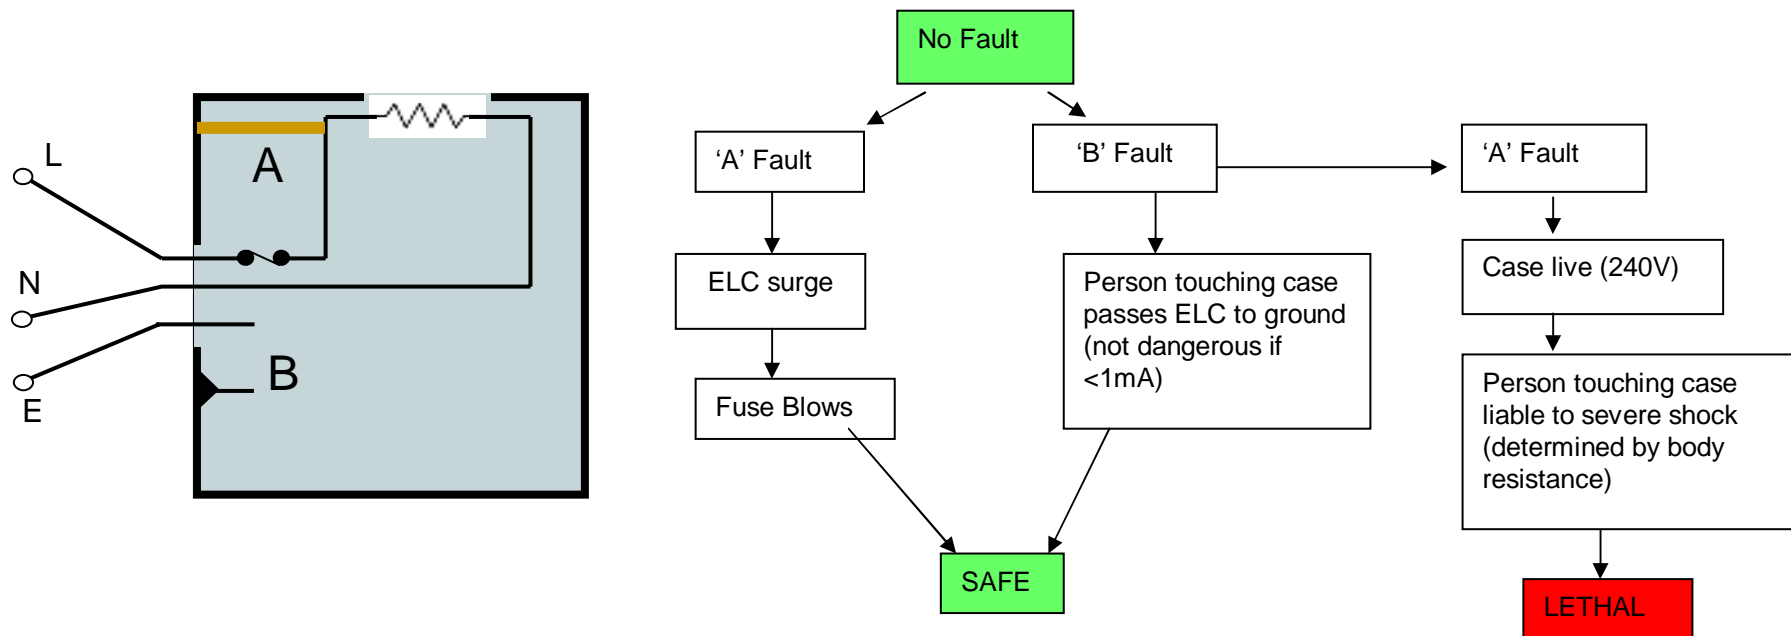 L
A
N
B
E
No Fault
‘A’ Fault
‘B’ Fault
‘A’ Fault
ELC surge
Person touching case
passes ELC to ground
(not dangerous if
<1mA)
Case live (240V)
Fuse Blows
Person touching case
liable to severe shock
(determined by body
resistance)
SAFE
LETHAL